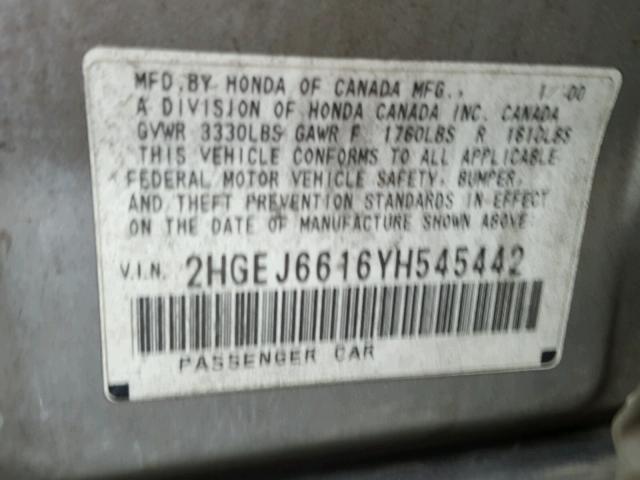 MFD. BY HONDA OF CANADA MFG., 1/ 00
A DIVISION OF HONDA CANADA INC. CANADA
GVWR 3330LBS GAWR F 1760LBS R 1610LBS
THIS VEHICLE CONFORMS TO ALL APPLICABLE
FEDERAL MOTOR VEHICLE SAFETY, BUMPER,
AND THEFT PREVENTION STANDARDS IN EFFECT
ON THE DATE OF MANUFACTURE SHOWN ABOVE
V.I.N. 2HGEJ6616YH545442
PASSENGER CAR